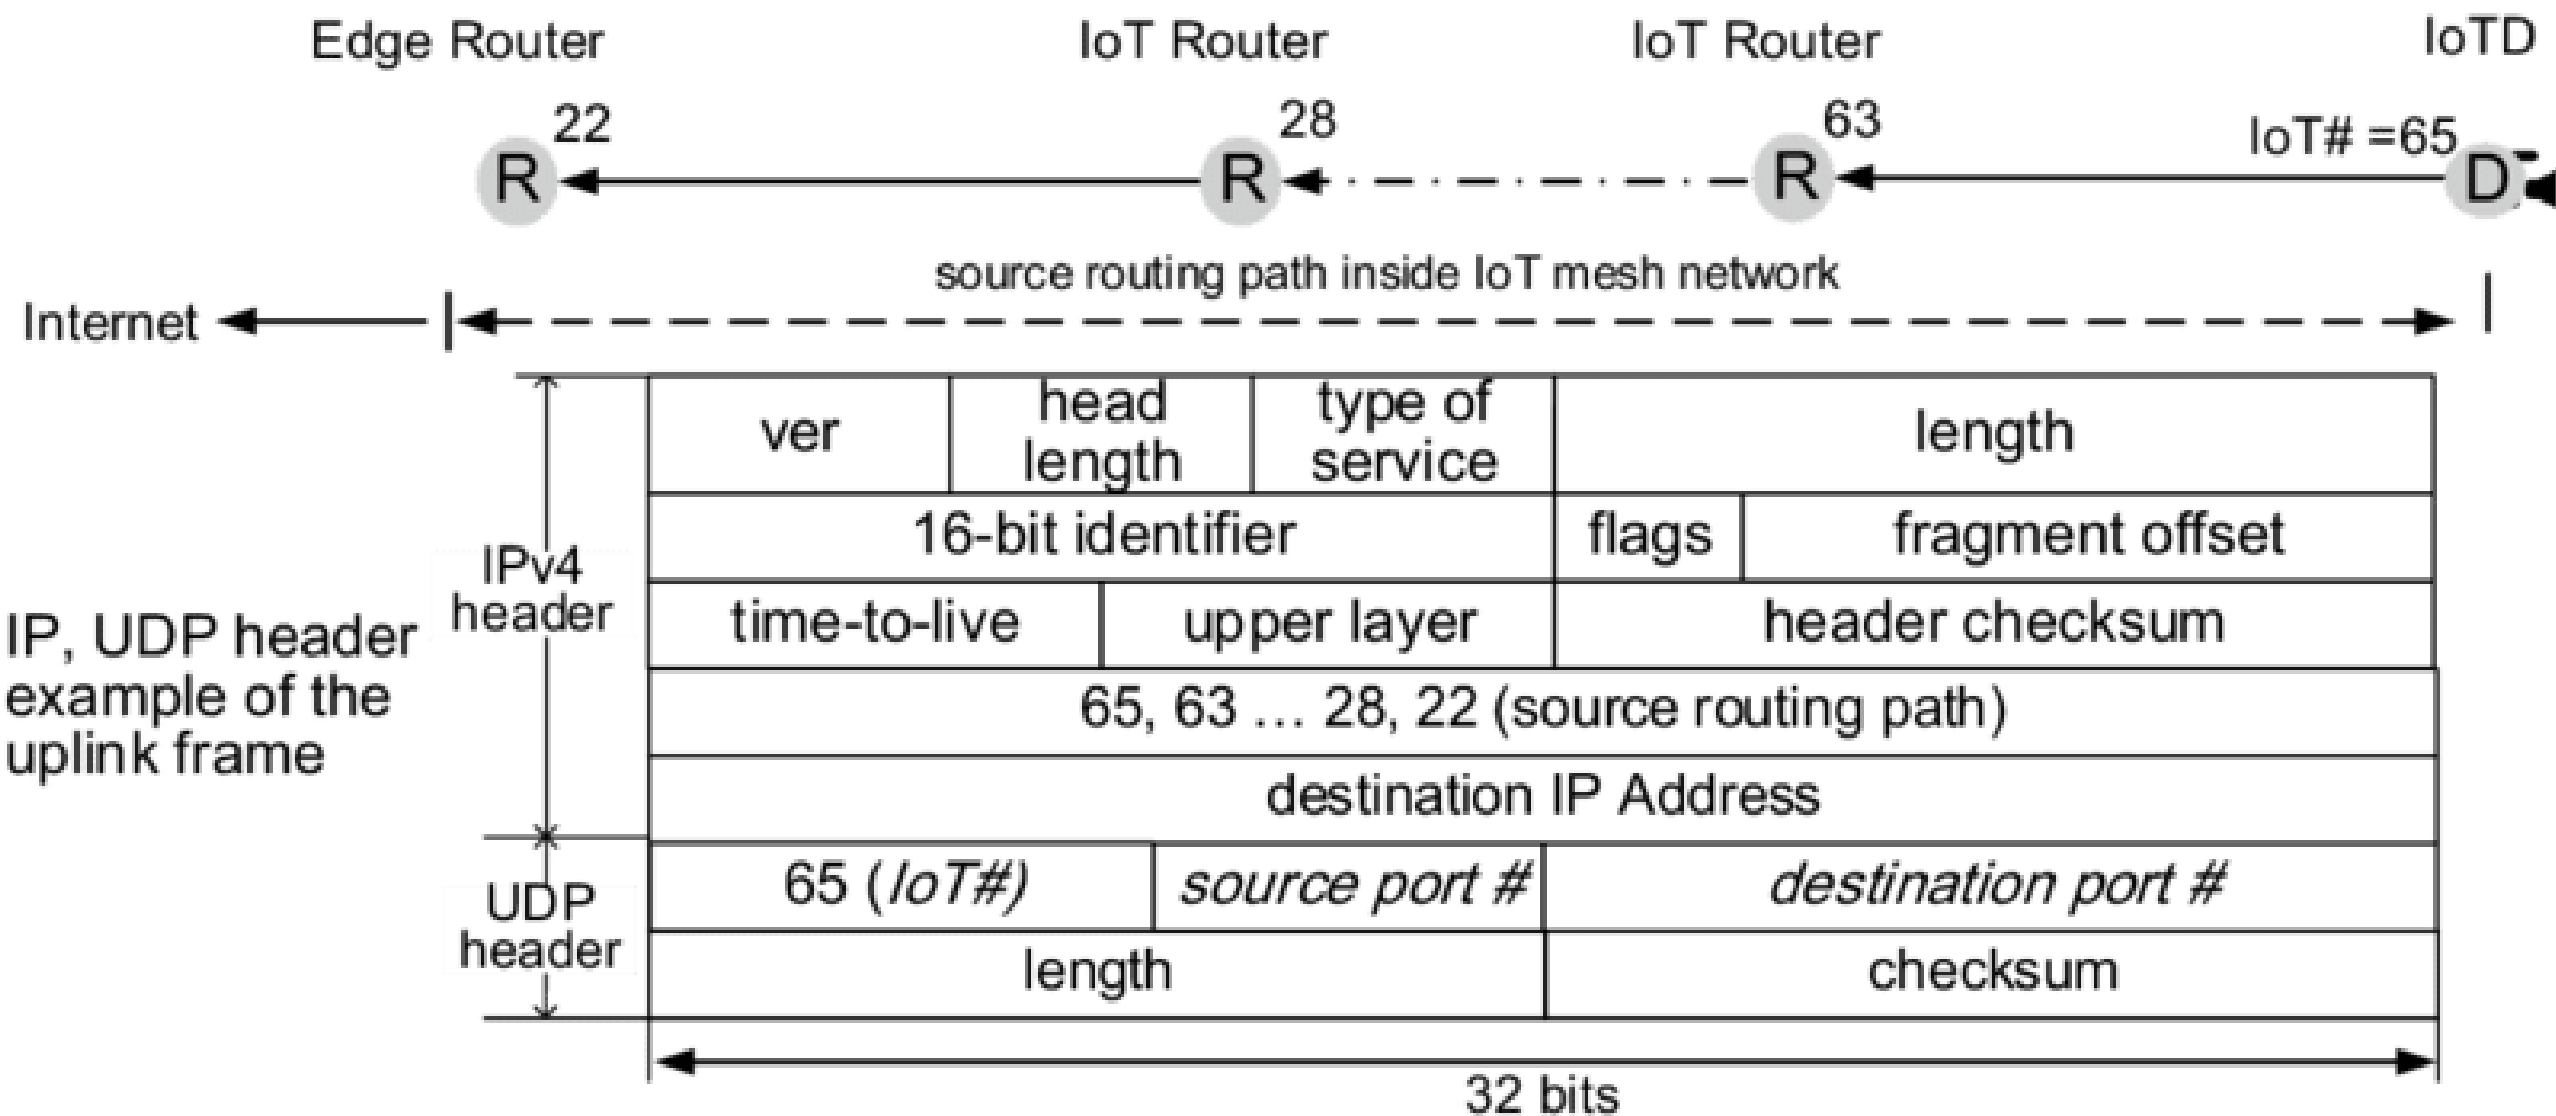 Edge Router
IoT Router
IoT Router
IoTD
22
28
63
IoT# =65
R
R
R
D
source routing path inside IoT mesh network
Internet
ver
head
length
type of
service
length
16-bit identifier
flags
fragment offset
IPv4
header
time-to-live
upper layer
header checksum
IP, UDP header
example of the
uplink frame
65, 63 ... 28, 22 (source routing path)
destination IP Address
UDP
header
65 (IoT#)
source port #
destination port #
length
checksum
32 bits